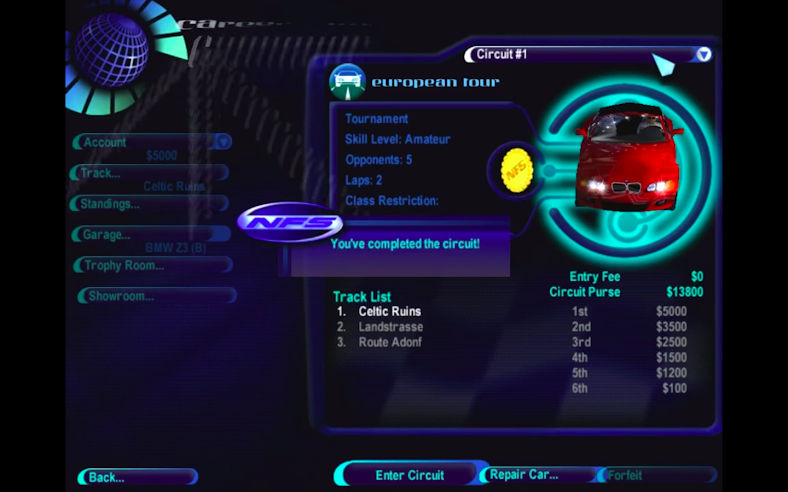 Circuit #1
european tour
Tournament
Skill Level: Amateur
Opponents: 5
Laps: 2
Class Restriction:
NFS
Account
$5000
Track...
Celtic Ruins
Standings...
Garage...
BMW Z3 (B)
Trophy Room...
Showroom...
NFS
You've completed the circuit!
Entry Fee $0
Circuit Purse $13800
Track List
1. Celtic Ruins
2. Landstrasse
3. Route Adonf
1st $5000
2nd $3500
3rd $2500
4th $1500
5th $1200
6th $100
Back...
Enter Circuit
Repair Car...
Forfeit